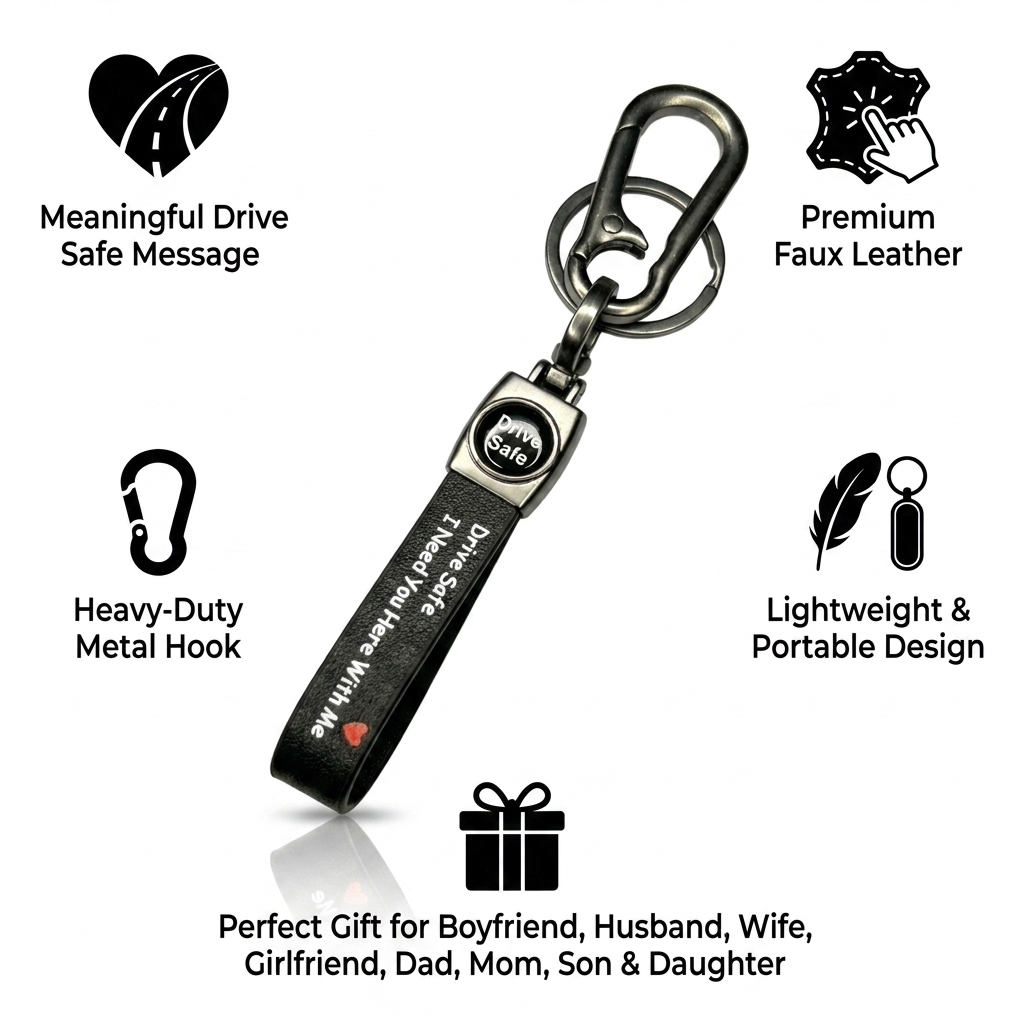 Meaningful Drive
Safe Message
Premium
Faux Leather
Drive
Safe
Drive Safe
I Need You Here With Me
Heavy-Duty
Metal Hook
Lightweight &
Portable Design
Perfect Gift for Boyfriend, Husband, Wife,
Girlfriend, Dad, Mom, Son & Daughter